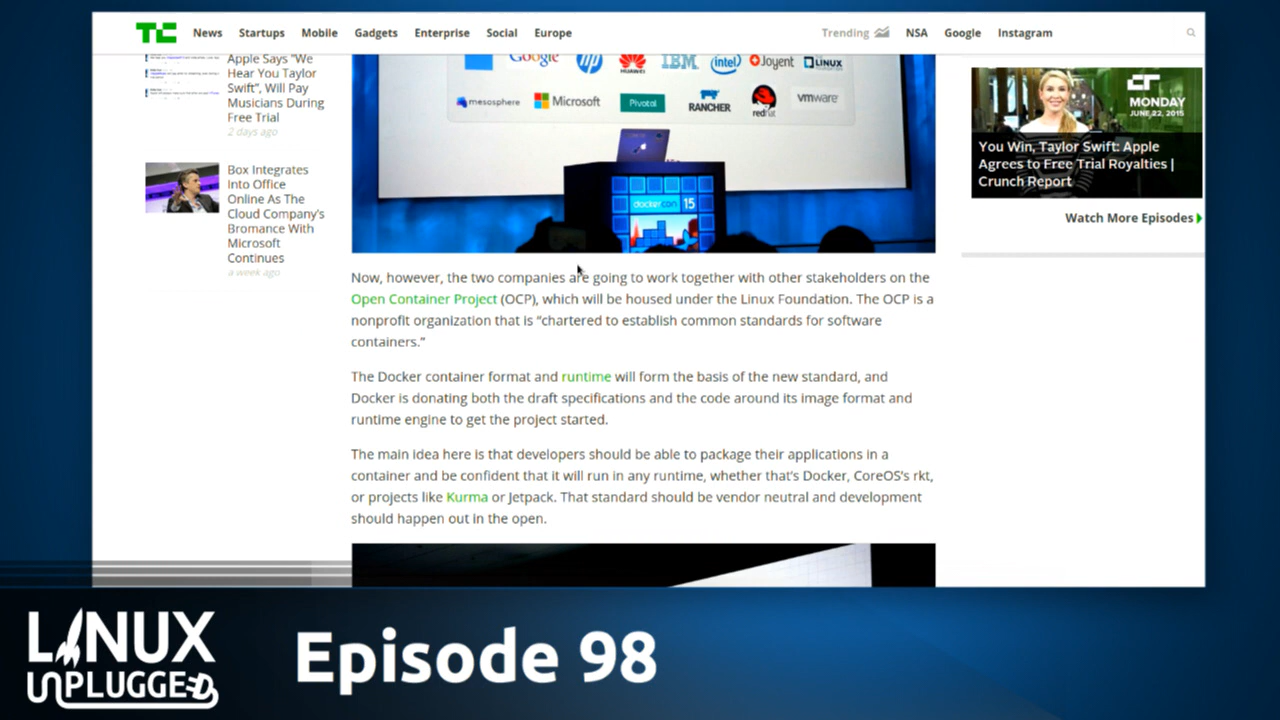 TC
News
Startups
Mobile
Gadgets
Enterprise
Social
Europe
Trending
NSA
Google
Instagram
Apple Says "We
Hear You Taylor
Swift", Will Pay
Musicians During
Free Trial
2 days ago
Box Integrates
Into Office
Online As The
Cloud Company's
Bromance With
Microsoft
Continues
a week ago
Google
hp
HUAWEI
IBM
intel
Joyent
LINUX
mesosphere
Microsoft
Pivotal
RANCHER
redhat
vmware
dockercon 15
Now, however, the two companies are going to work together with other stakeholders on the
Open Container Project (OCP), which will be housed under the Linux Foundation. The OCP is a
nonprofit organization that is “chartered to establish common standards for software
containers.”
The Docker container format and runtime will form the basis of the new standard, and
Docker is donating both the draft specifications and the code around its image format and
runtime engine to get the project started.
The main idea here is that developers should be able to package their applications in a
container and be confident that it will run in any runtime, whether that's Docker, CoreOS's rkt,
or projects like Kurma or Jetpack. That standard should be vendor neutral and development
should happen out in the open.
MONDAY
JUNE 22, 2015
You Win, Taylor Swift: Apple
Agrees to Free Trial Royalties |
Crunch Report
Watch More Episodes
LINUX
UNPLUGGED
Episode 98